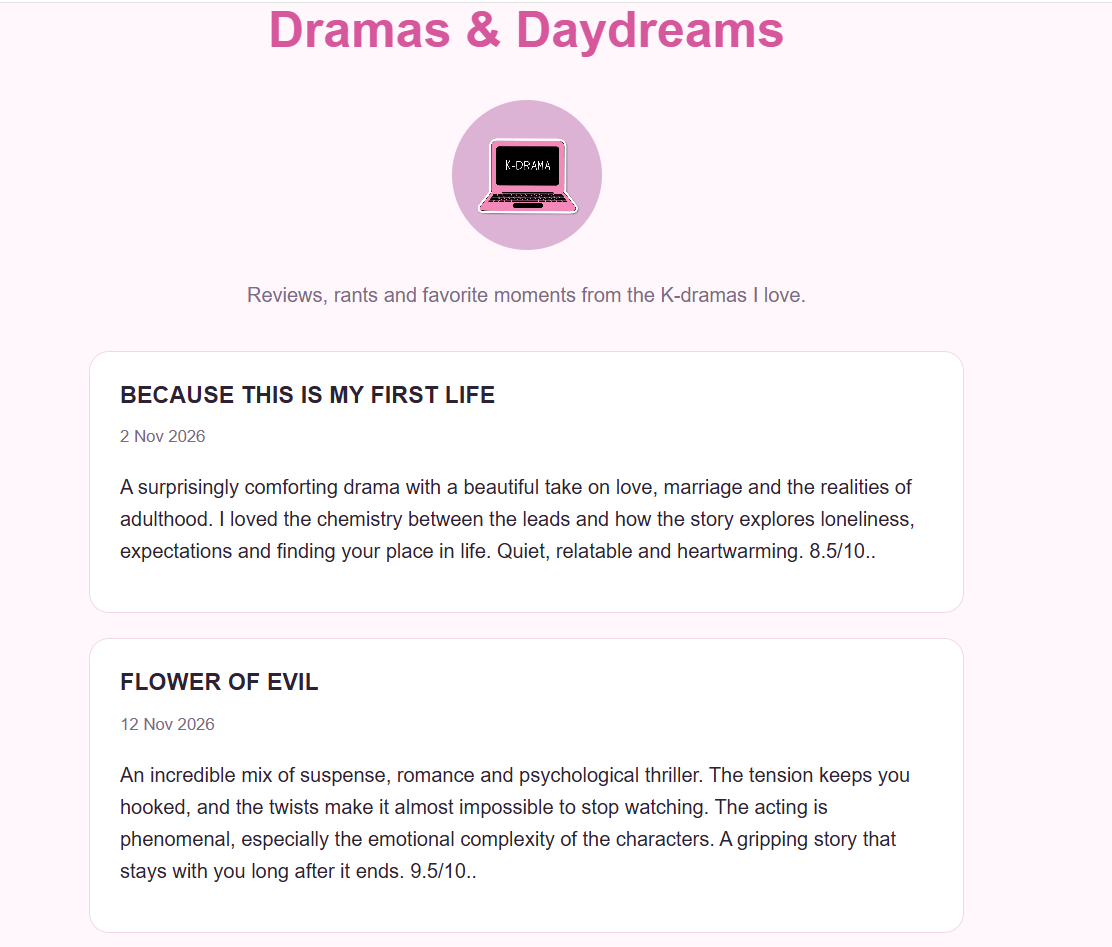 Dramas & Daydreams
K-DRAMA
Reviews, rants and favorite moments from the K-dramas I love.
BECAUSE THIS IS MY FIRST LIFE
2 Nov 2026
A surprisingly comforting drama with a beautiful take on love, marriage and the realities of
adulthood. I loved the chemistry between the leads and how the story explores loneliness,
expectations and finding your place in life. Quiet, relatable and heartwarming. 8.5/10..
FLOWER OF EVIL
12 Nov 2026
An incredible mix of suspense, romance and psychological thriller. The tension keeps you
hooked, and the twists make it almost impossible to stop watching. The acting is
phenomenal, especially the emotional complexity of the characters. A gripping story that
stays with you long after it ends. 9.5/10..